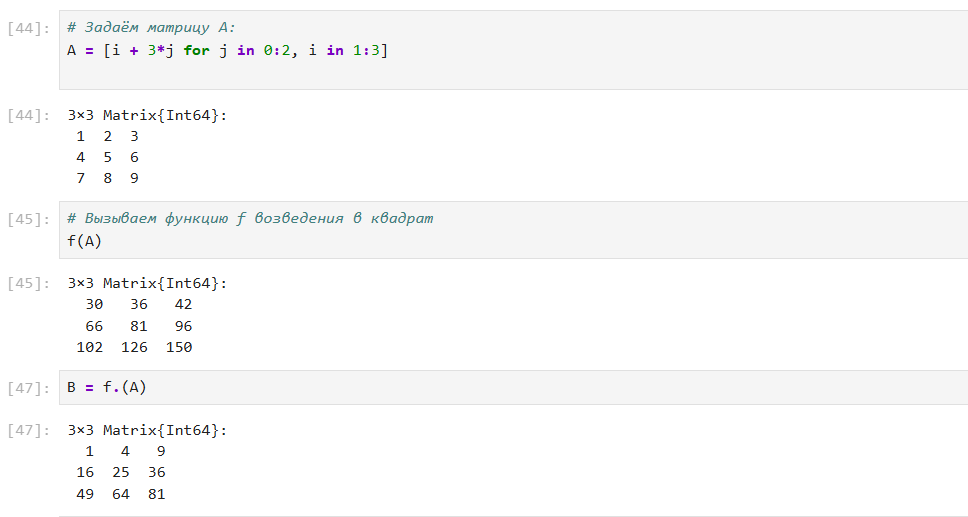 [44]: # Задаём матрицу A:
A = [i + 3*j for j in 0:2, i in 1:3]
[44]: 3×3 Matrix{Int64}:
1 2 3
4 5 6
7 8 9
[45]: # Вызываем функцию f возведения в квадрат
f(A)
[45]: 3×3 Matrix{Int64}:
30 36 42
66 81 96
102 126 150
[47]: B = f.(A)
[47]: 3×3 Matrix{Int64}:
1 4 9
16 25 36
49 64 81